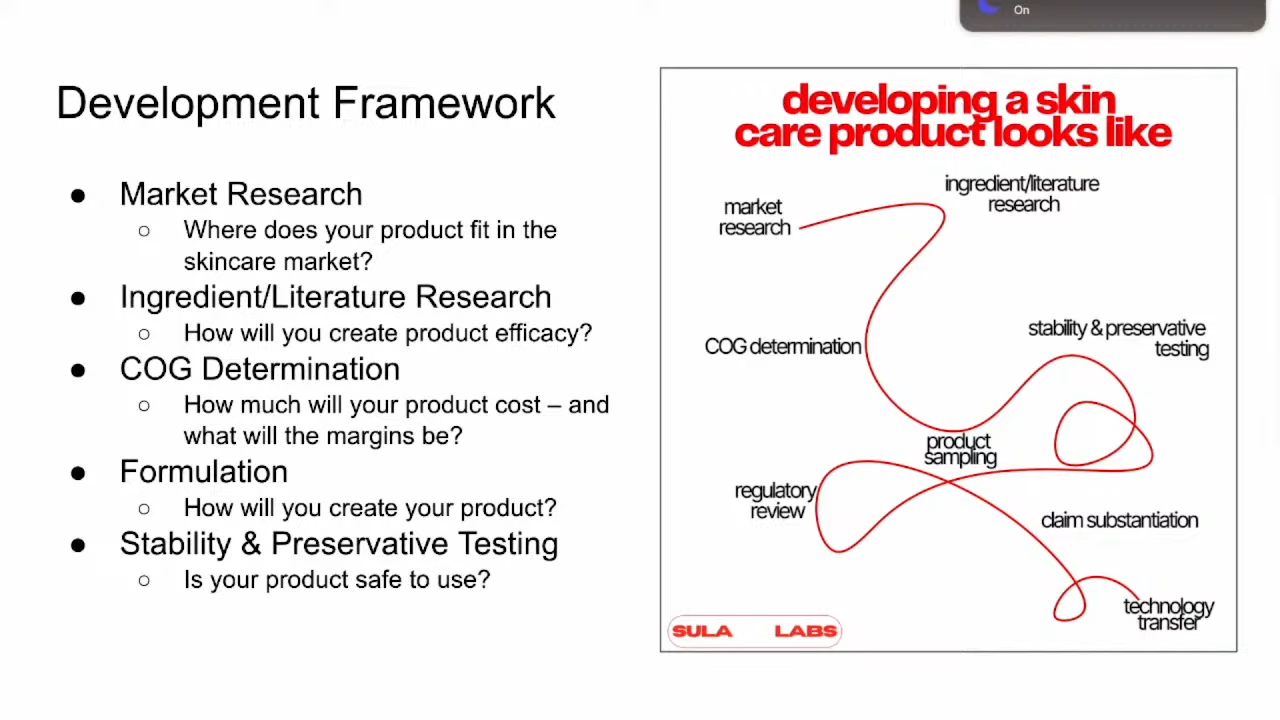 On
Development Framework
● Market Research
○ Where does your product fit in the
skincare market?
● Ingredient/Literature Research
○ How will you create product efficacy?
● COG Determination
○ How much will your product cost – and
what will the margins be?
● Formulation
○ How will you create your product?
● Stability & Preservative Testing
○ Is your product safe to use?
developing a skin
care product looks like
market
research
ingredient/literature
research
COG determination
stability & preservative
testing
product
sampling
regulatory
review
claim substantiation
technology
transfer
SULA LABS